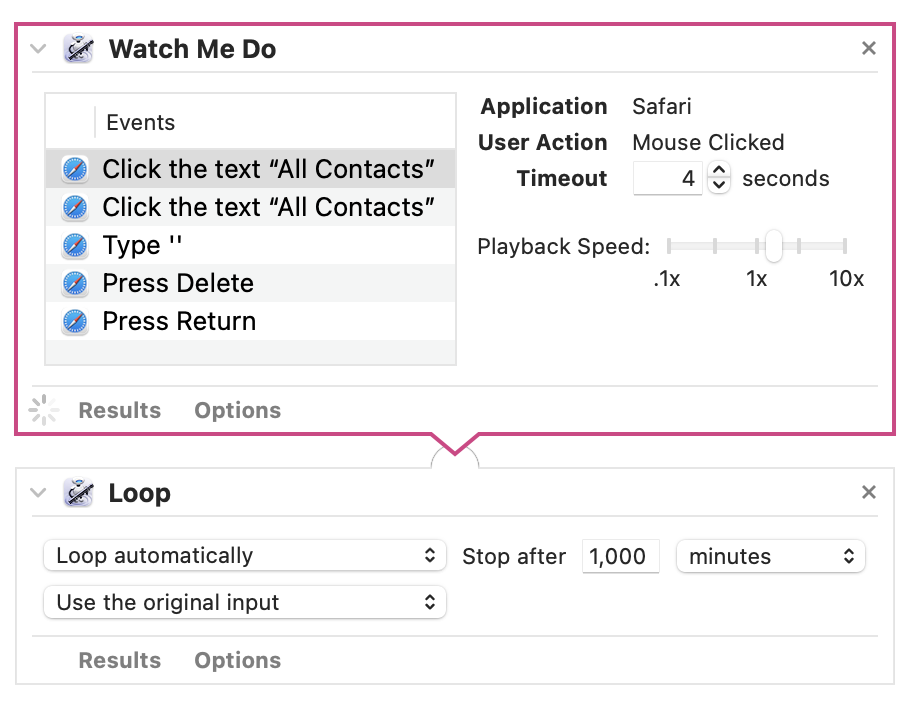 Watch Me Do
Events
Click the text “All Contacts”
Click the text “All Contacts”
Type ''
Press Delete
Press Return
Application Safari
User Action Mouse Clicked
Timeout 4 seconds
Playback Speed:
.1x 1x 10x
Results Options
Loop
Loop automatically Stop after 1,000 minutes
Use the original input
Results Options